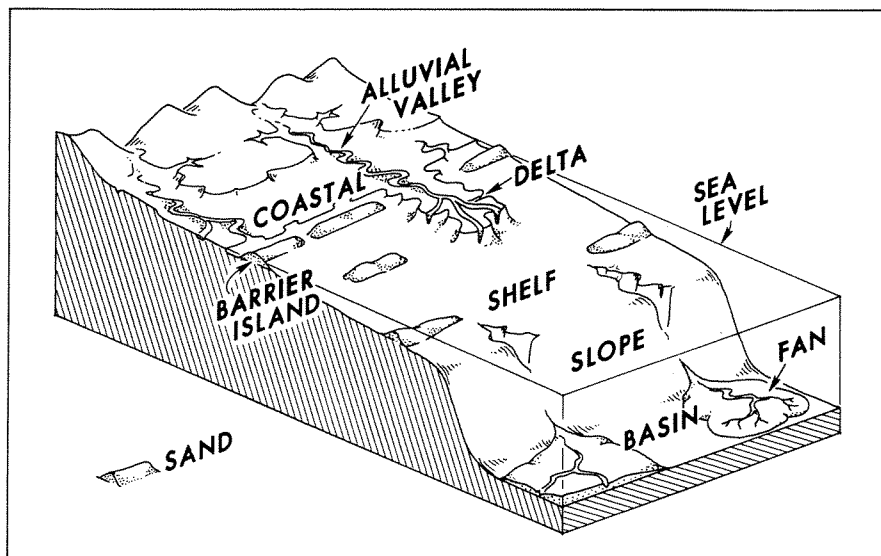 ALLUVIAL
VALLEY
DELTA
COASTAL
SEA
LEVEL
BARRIER
ISLAND
SHELF
SLOPE
FAN
BASIN
SAND